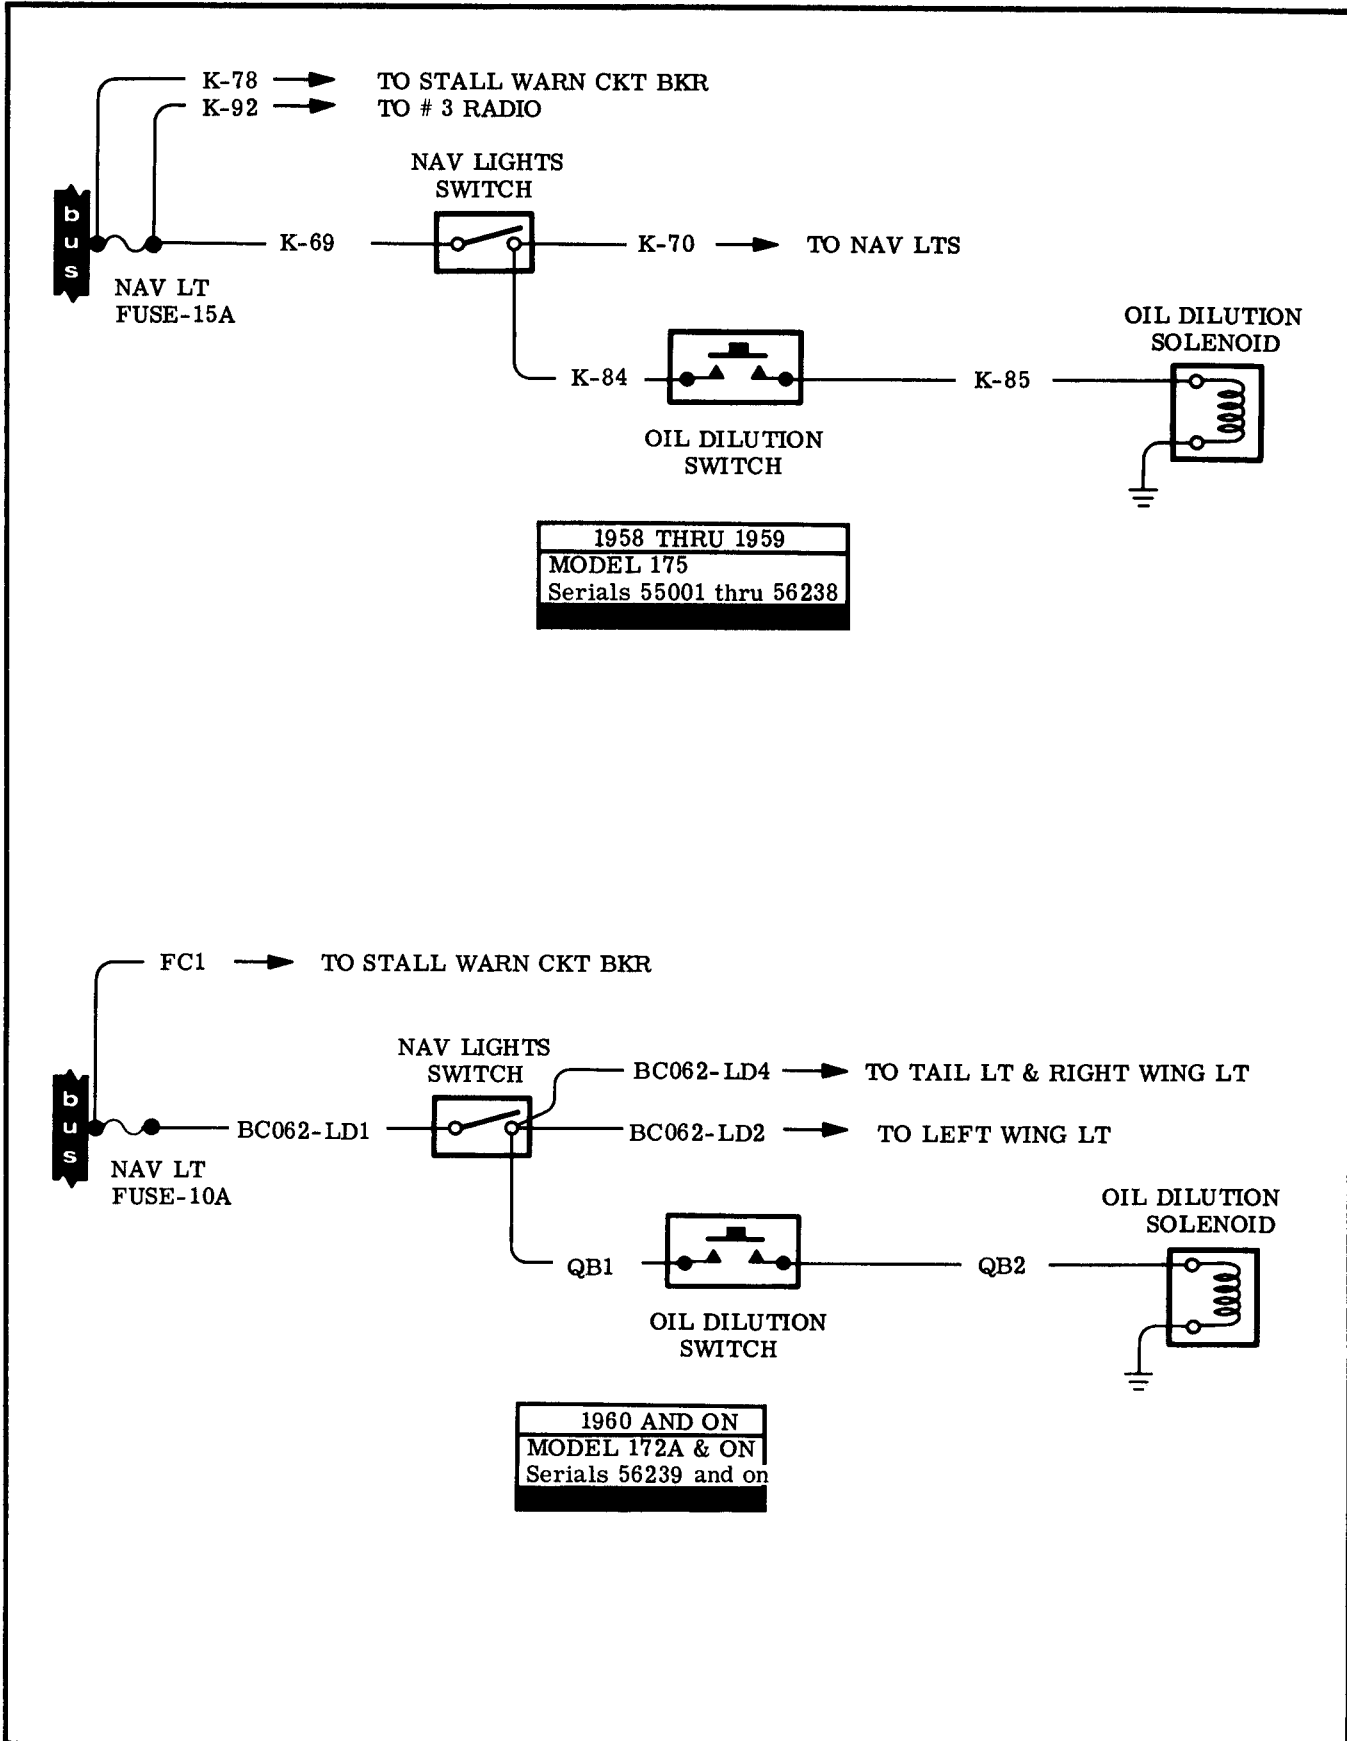 K-78 TO STALL WARN CKT BKR
K-92 TO # 3 RADIO
NAV LIGHTS
SWITCH
bus
K-69
K-70
TO NAV LTS
NAV LT
FUSE-15A
OIL DILUTION
SOLENOID
K-84
K-85
OIL DILUTION
SWITCH
1958 THRU 1959
MODEL 175
Serials 55001 thru 56238
FC1 TO STALL WARN CKT BKR
NAV LIGHTS
SWITCH
BC062-LD4 TO TAIL LT & RIGHT WING LT
bus
BC062-LD1
BC062-LD2 TO LEFT WING LT
NAV LT
FUSE-10A
OIL DILUTION
SOLENOID
QB1
QB2
OIL DILUTION
SWITCH
1960 AND ON
MODEL 172A & ON
Serials 56239 and on